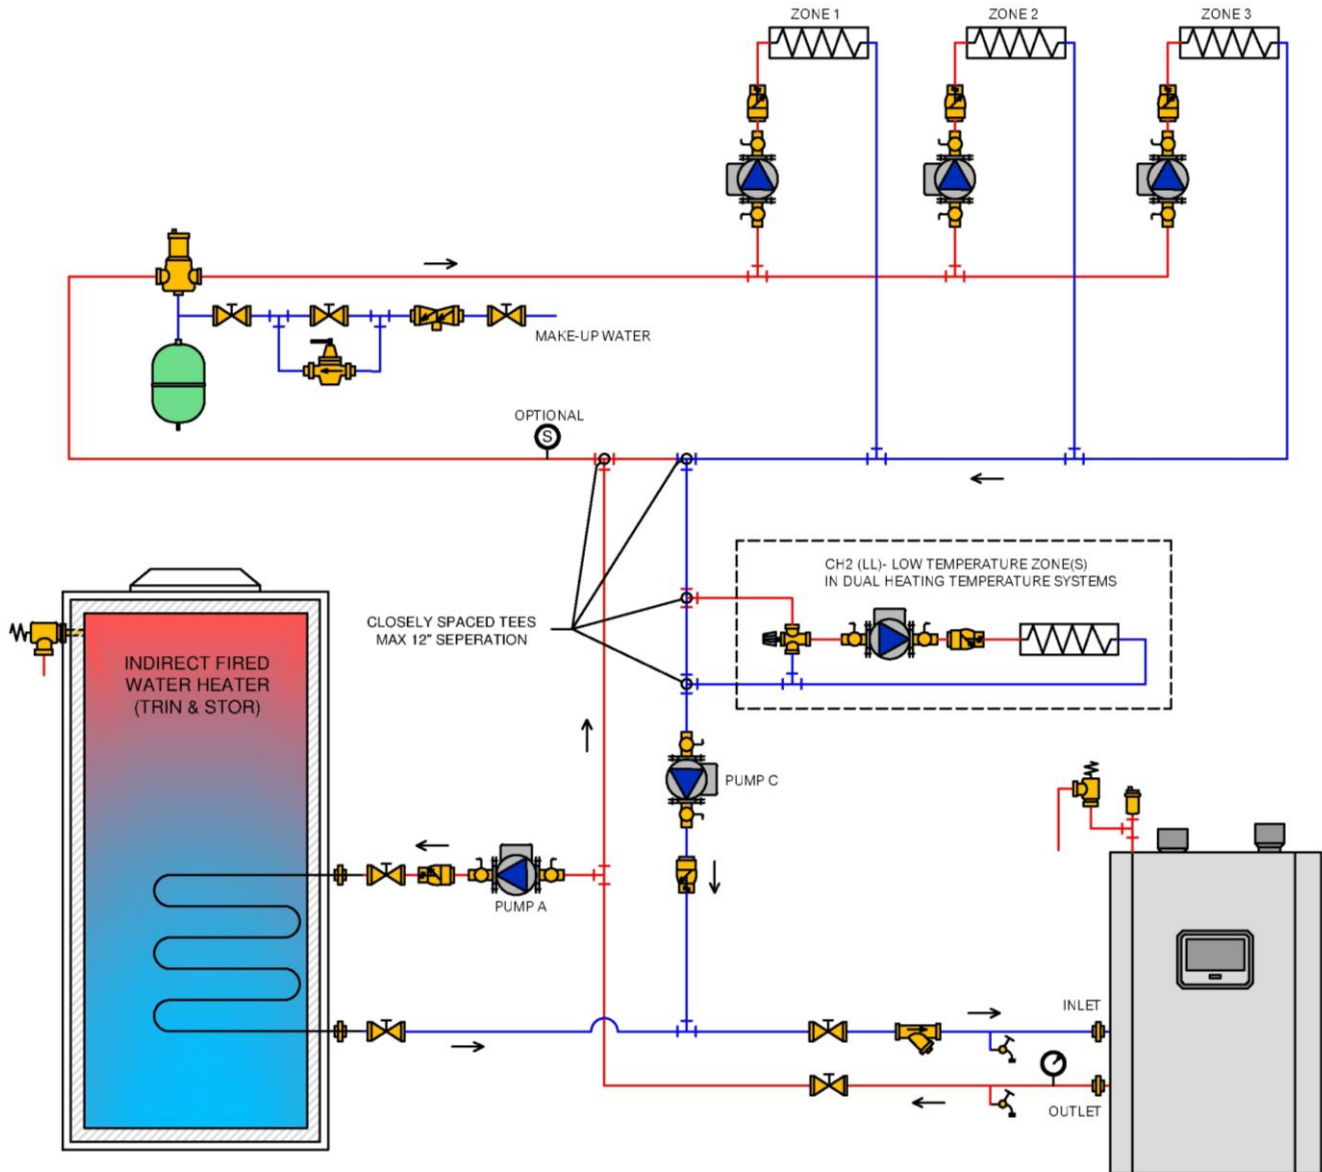 ZONE 1
ZONE 2
ZONE 3
MAKE-UP WATER
OPTIONAL
S
CH2 (LL)- LOW TEMPERATURE ZONE(S)
IN DUAL HEATING TEMPERATURE SYSTEMS
CLOSELY SPACED TEES
MAX 12" SEPERATION
INDIRECT FIRED
WATER HEATER
(TRIN & STOR)
PUMP C
PUMP A
INLET
OUTLET